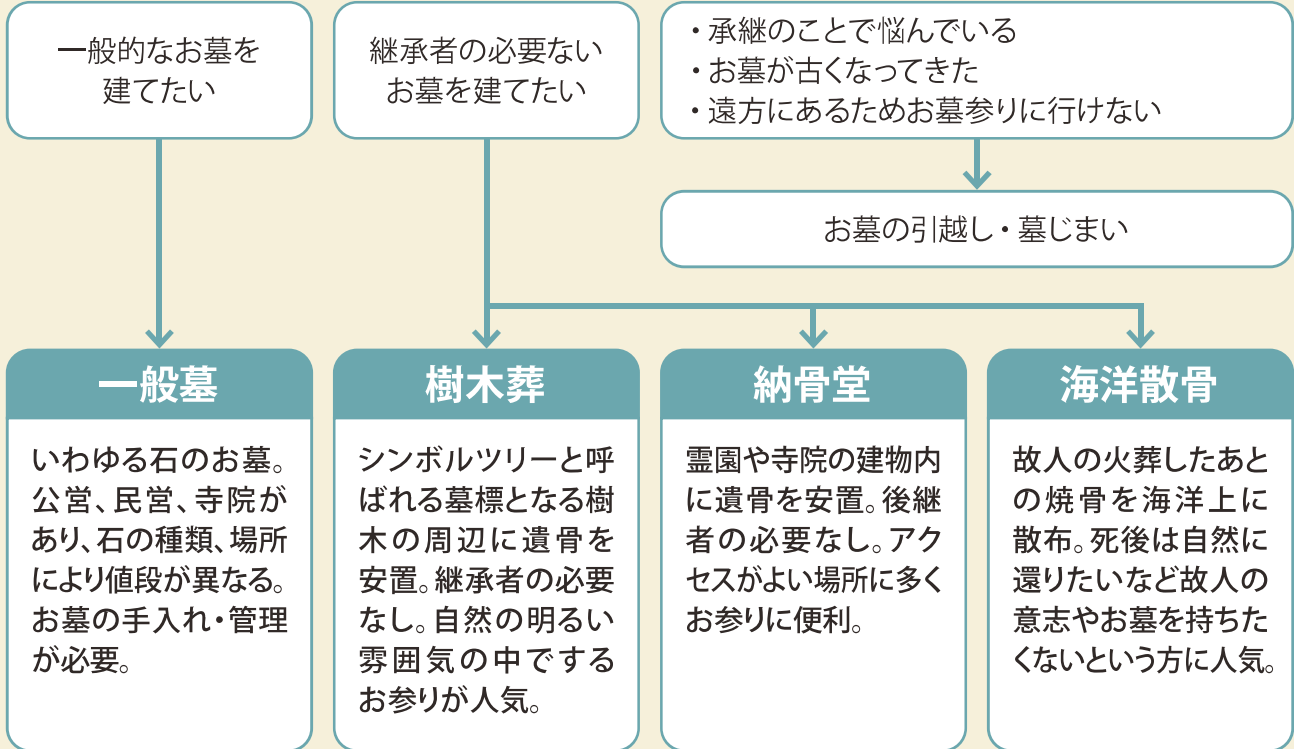 一般的なお墓を
建てたい
継承者の必要ない
お墓を建てたい
・承継のことで悩んでいる
・お墓が古くなってきた
・遠方にあるためお墓参りに行けない
お墓の引越し・墓じまい
一般墓
いわゆる石のお墓。
公営、民営、寺院が
あり、石の種類、場所
により値段が異なる。
お墓の手入れ・管理
が必要。
樹木葬
シンボルツリーと呼
ばれる墓標となる樹
木の周辺に遺骨を
安置。継承者の必要
なし。自然の明るい
雰囲気の中でする
お参りが人気。
納骨堂
霊園や寺院の建物内
に遺骨を安置。後継
者の必要なし。アク
セスがよい場所に多く
お参りに便利。
海洋散骨
故人の火葬したあと
の焼骨を海洋上に
散布。死後は自然に
還りたいなど故人の
意志やお墓を持ちた
くないという方に人気。